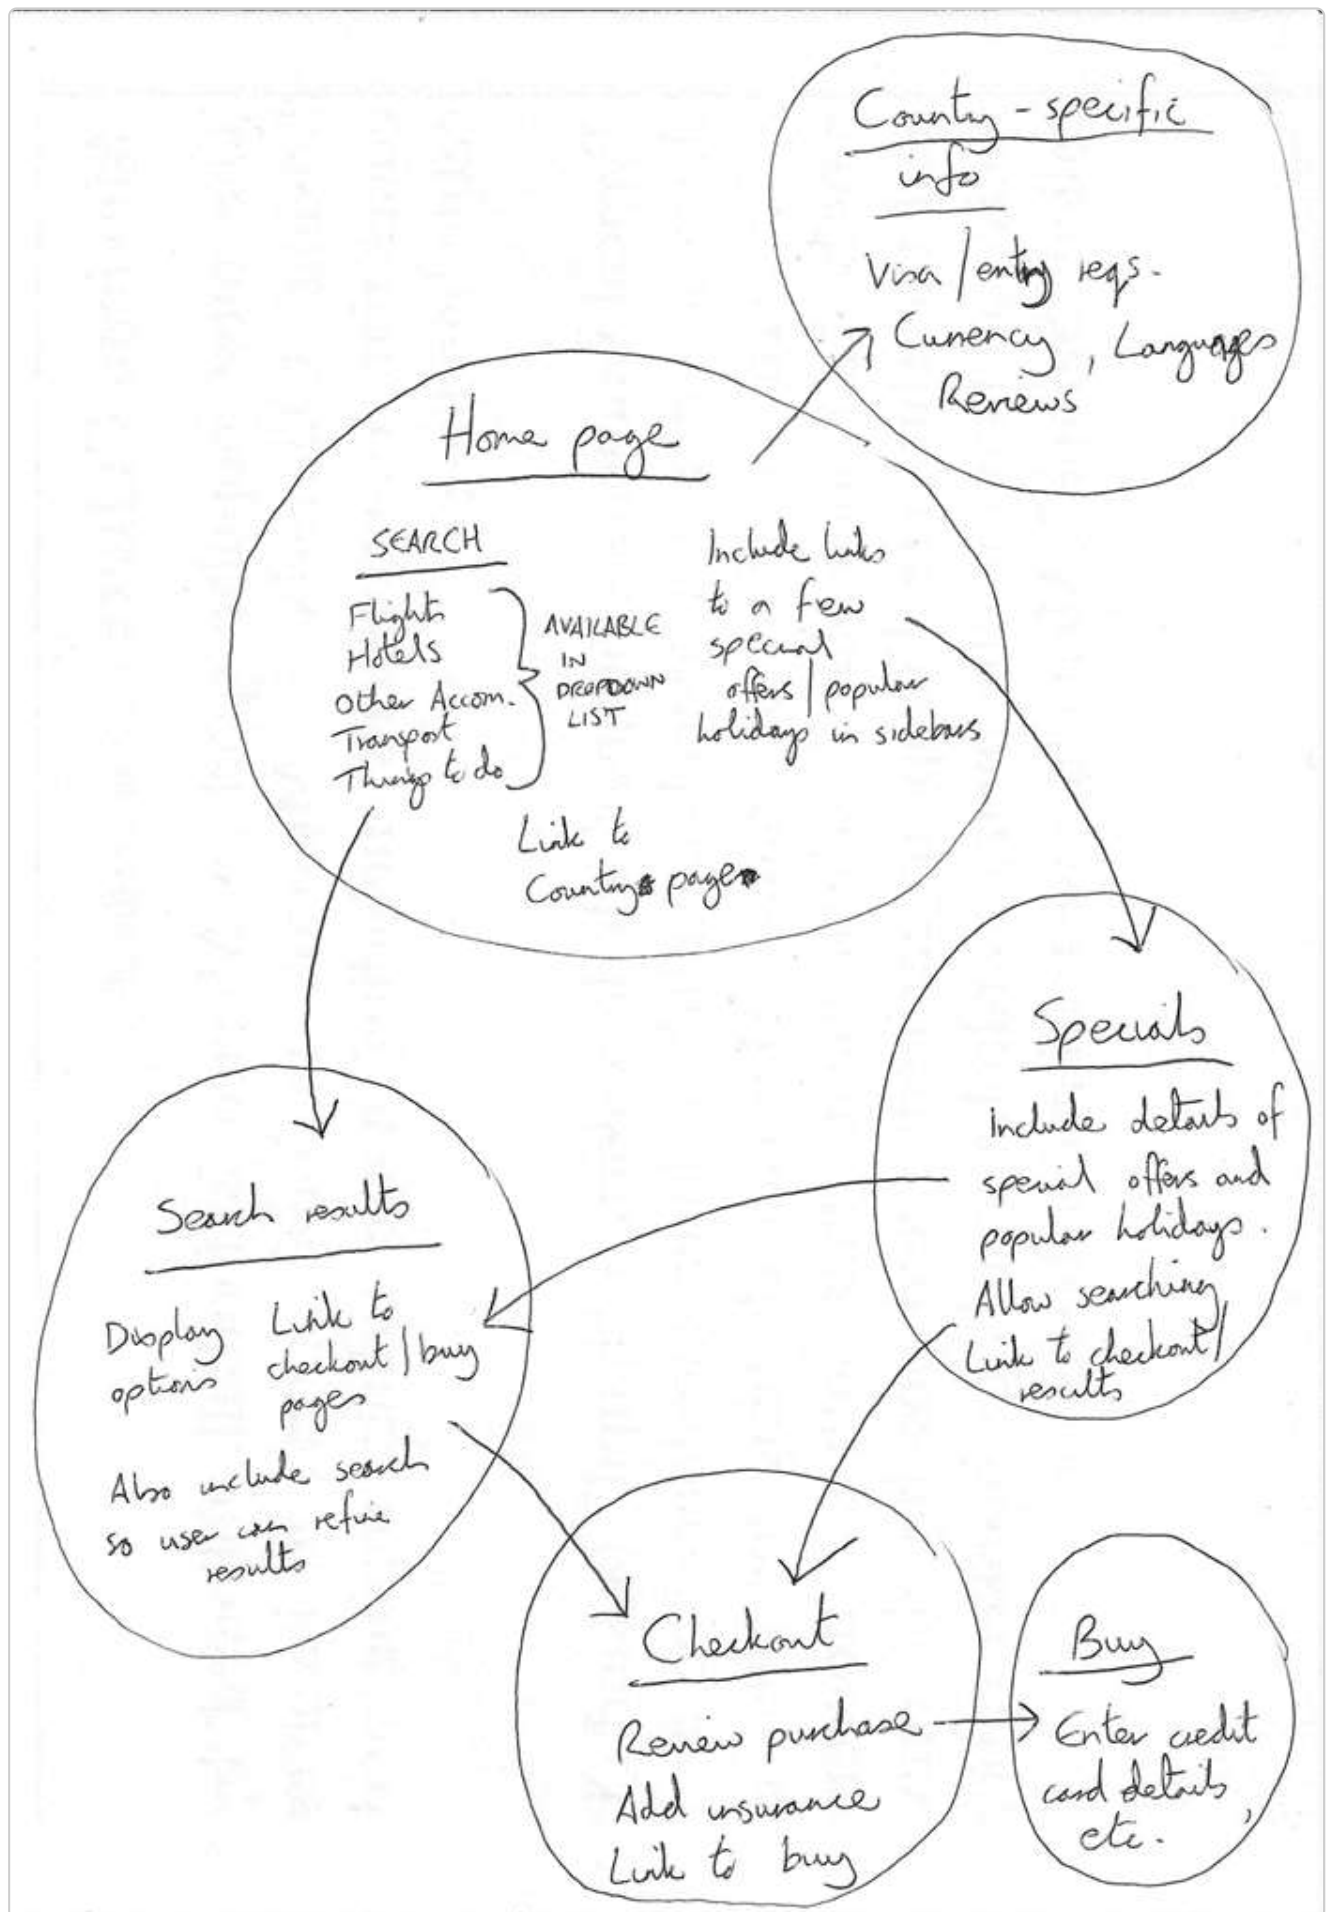 Country - specific
info
Visa / entry reqs.
Currency, Languages
Reviews
Home page
SEARCH
Flights
Hotels
Other Accom.
Transport
Things to do
AVAILABLE
IN
DROPDOWN
LIST
Include links
to a few
special
offers / popular
holidays in sidebars
Link to
Country page
Specials
Include details of
special offers and
popular holidays.
Allow searching
Link to checkout /
results
Search results
Display
options
Link to
checkout / buy
pages
Also include search
so user can refine
results
Checkout
Review purchase
Add insurance
Link to buy
Buy
Enter credit
card details,
etc.